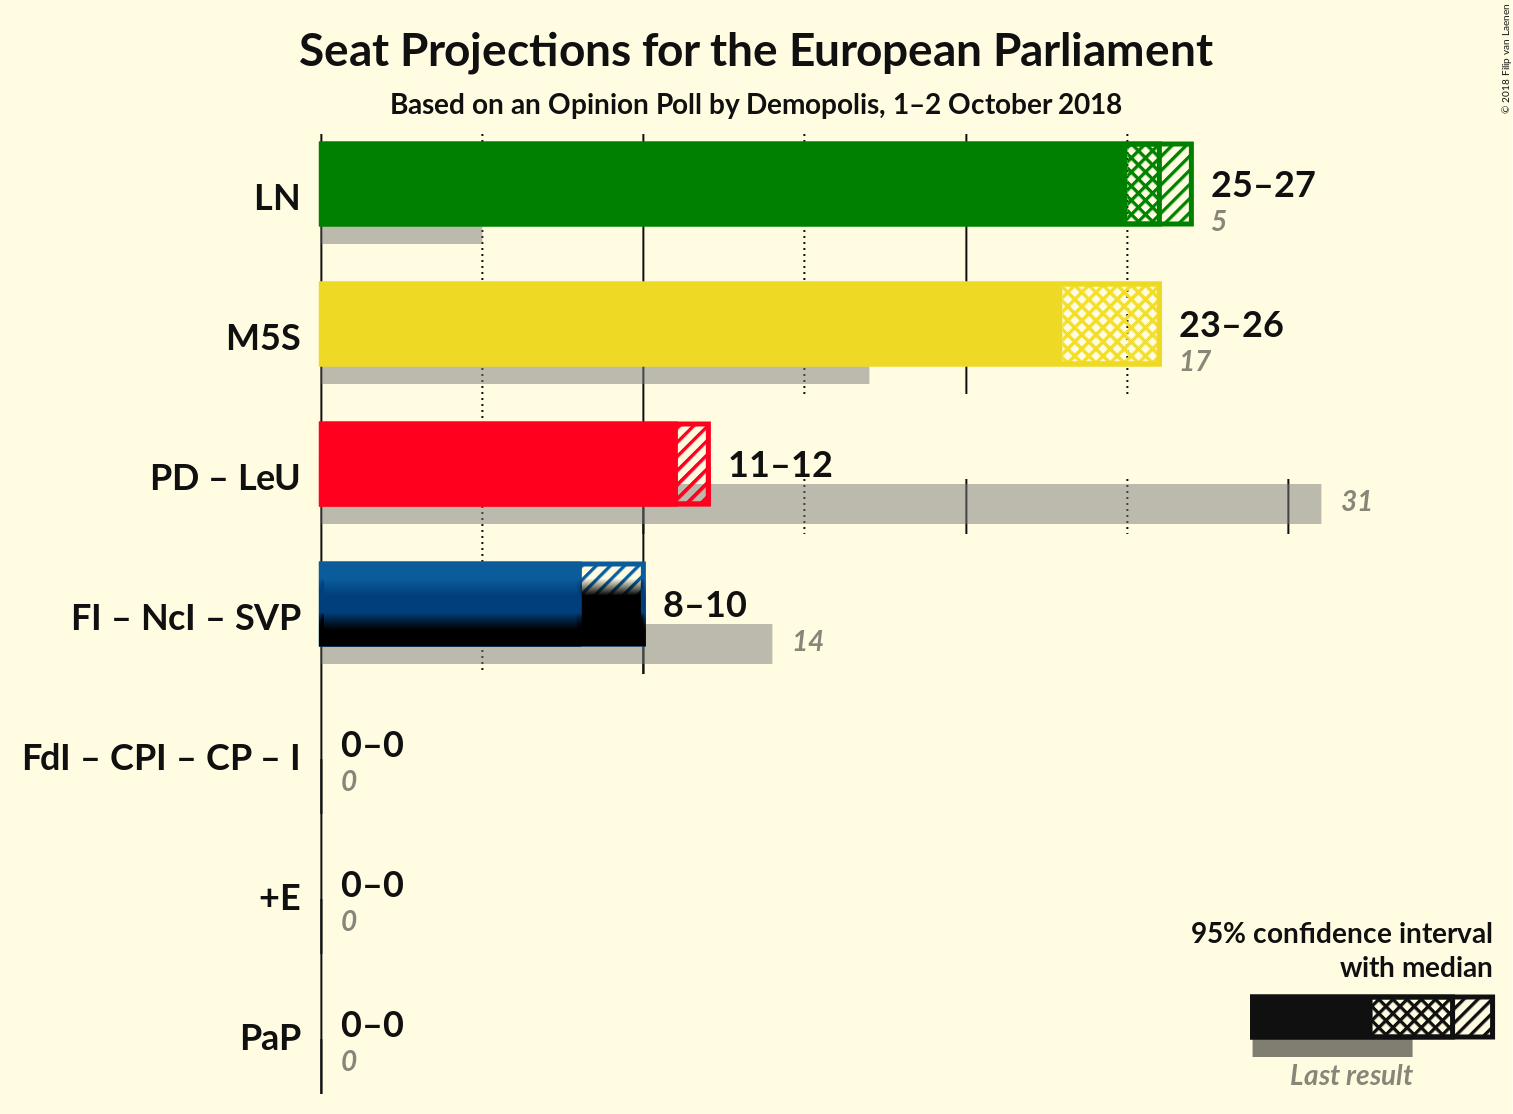 Seat Projections for the European Parliament
Based on an Opinion Poll by Demopolis, 1–2 October 2018
© 2018 Filip van Laenen
LN
25–27
5
M5S
23–26
17
PD – LeU
11–12
31
FI – NcI – SVP
8–10
14
FdI – CPI – CP – I
0–0
0
+E
0–0
0
PaP
0–0
0
95% confidence interval
with median
Last result